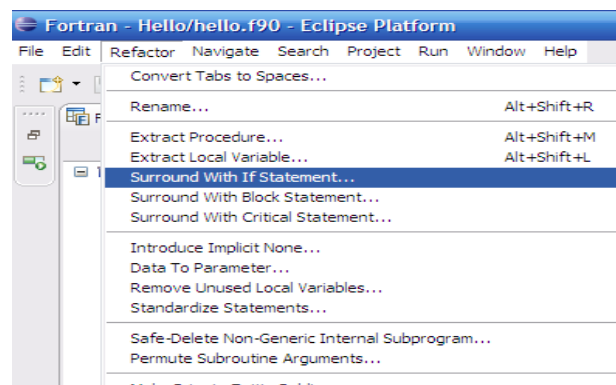 Fortran - Hello/hello.f90 - Eclipse Platform
File Edit Refactor Navigate Search Project Run Window Help
Convert Tabs to Spaces...
Rename... Alt+Shift+R
Extract Procedure... Alt+Shift+M
Extract Local Variable... Alt+Shift+L
Surround With If Statement...
Surround With Block Statement...
Surround With Critical Statement...
Introduce Implicit None...
Data To Parameter...
Remove Unused Local Variables...
Standardize Statements...
Safe-Delete Non-Generic Internal Subprogram...
Permute Subroutine Arguments...